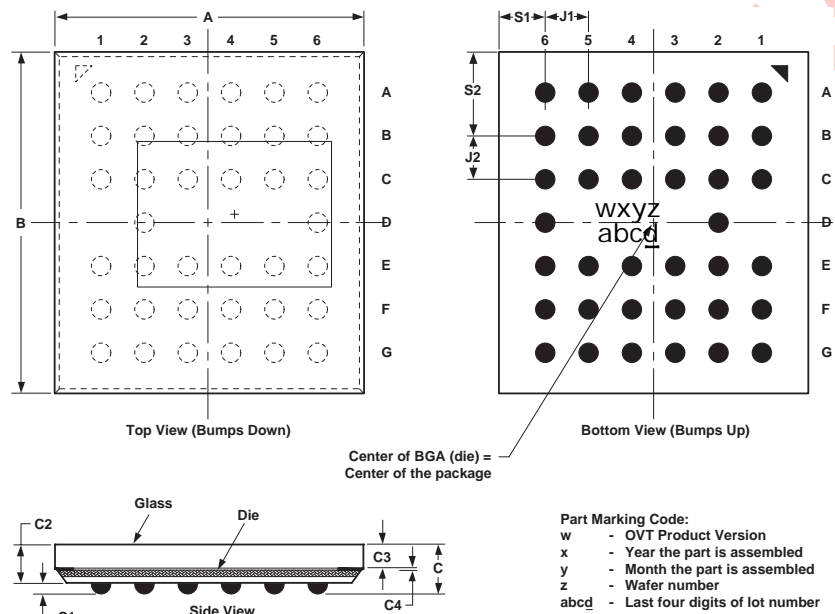 A
1 2 3 4 5 6
A
B
C
D
E
F
G
B
Top View (Bumps Down)
S1 J1
6 5 4 3 2 1
S2
J2
A
B
C
D
E
F
G
wxyz
abcd
Bottom View (Bumps Up)
Center of BGA (die) =
Center of the package
Glass
Die
C2
C3
C
C4
Side View
Part Marking Code:
w - OVT Product Version
x - Year the part is assembled
y - Month the part is assembled
z - Wafer number
abcd - Last four digits of lot number